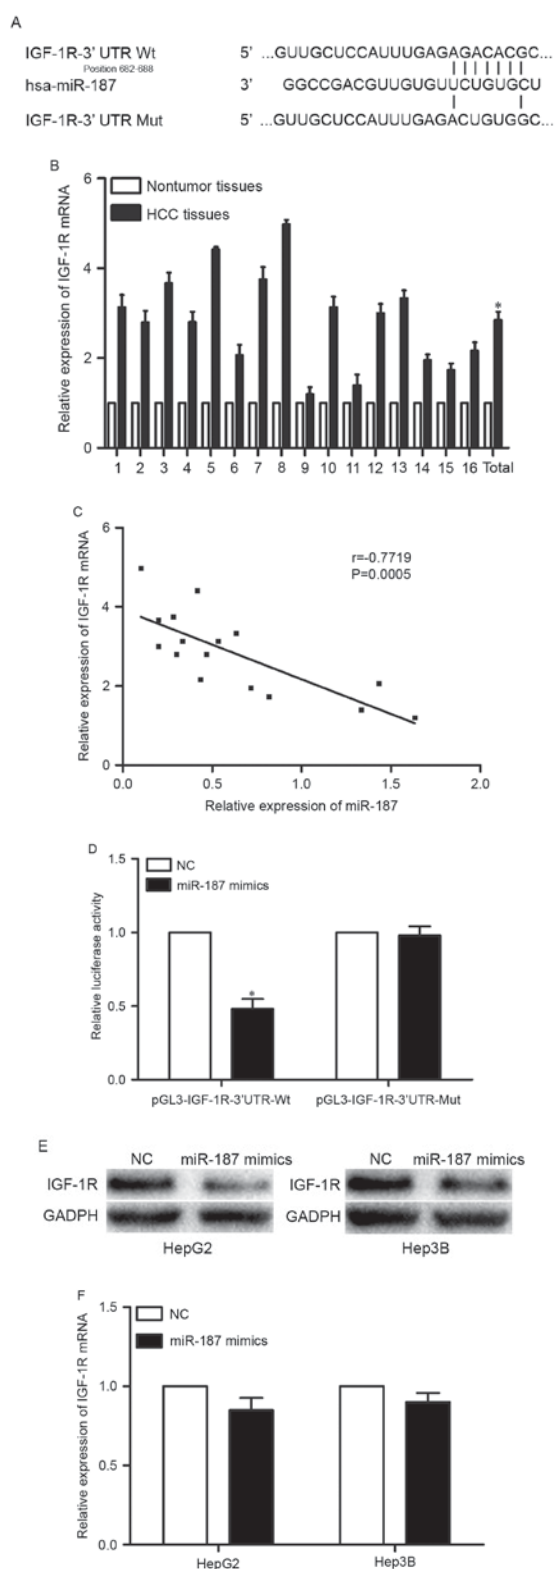 A
IGF-1R-3' UTR Wt 5' ...GUUGCUCCAUUUGAGAGACACGC...
Position 682-688
hsa-miR-187 3' GGCCGACGUUGUGUUCUGUGCU
IGF-1R-3' UTR Mut 5' ...GUUGCUCCAUUUGAGACUGUGGC...
B
Relative expression of IGF-1R mRNA
6
4
2
0
Nontumor tissues
HCC tissues
*
1 2 3 4 5 6 7 8 9 10 11 12 13 14 15 16 Total
C
Relative expression of IGF-1R mRNA
6
4
2
0
r=-0.7719
P=0.0005
0.0 0.5 1.0 1.5 2.0
Relative expression of miR-187
D
Relative luciferase activity
1.5
1.0
0.5
0.0
NC
miR-187 mimics
*
pGL3-IGF-1R-3'UTR-Wt pGL3-IGF-1R-3'UTR-Mut
E
NC miR-187 mimics NC miR-187 mimics
IGF-1R IGF-1R
GADPH GADPH
HepG2 Hep3B
F
Relative expression of IGF-1R mRNA
1.5
1.0
0.5
0.0
NC
miR-187 mimics
HepG2 Hep3B